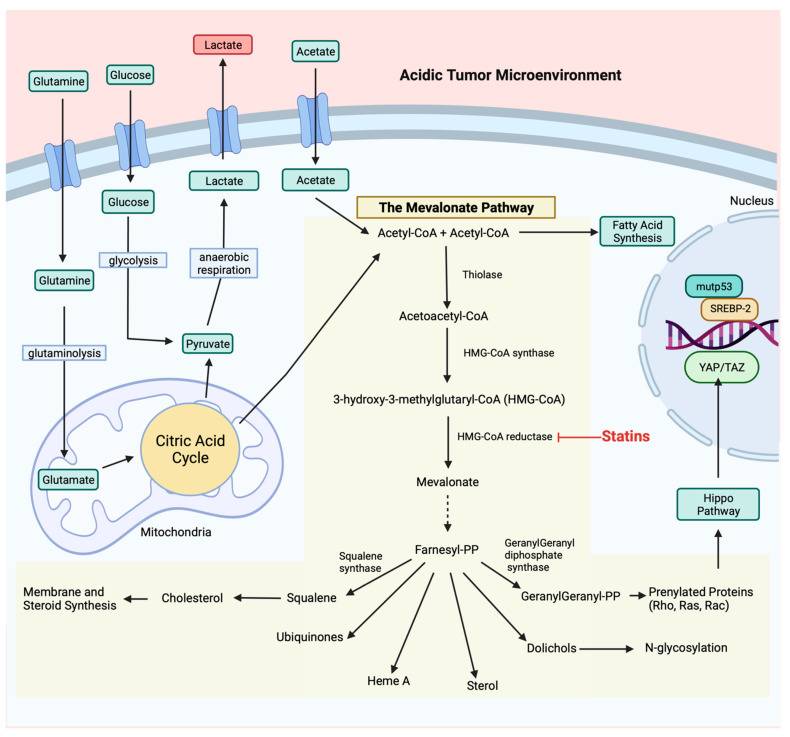 Lactate
Acetate
Glucose
Glutamine
Acidic Tumor Microenvironment
Lactate
Acetate
Glucose
The Mevalonate Pathway
Nucleus
Acetyl-CoA + Acetyl-CoA
Fatty Acid
Synthesis
glycolysis
anaerobic
respiration
Glutamine
Thiolase
mutp53
SREBP-2
Acetoacetyl-CoA
Pyruvate
glutaminolysis
HMG-CoA synthase
YAP/TAZ
3-hydroxy-3-methylglutaryl-CoA (HMG-CoA)
Citric Acid
Cycle
HMG-CoA reductase
Statins
Glutamate
Mevalonate
Hippo
Pathway
Mitochondria
Farnesyl-PP
Squalene
synthase
GeranylGeranyl
diphosphate
synthase
Membrane and
Steroid Synthesis
Cholesterol
Squalene
GeranylGeranyl-PP
Prenylated Proteins
(Rho, Ras, Rac)
Ubiquinones
Dolichols
N-glycosylation
Heme A
Sterol